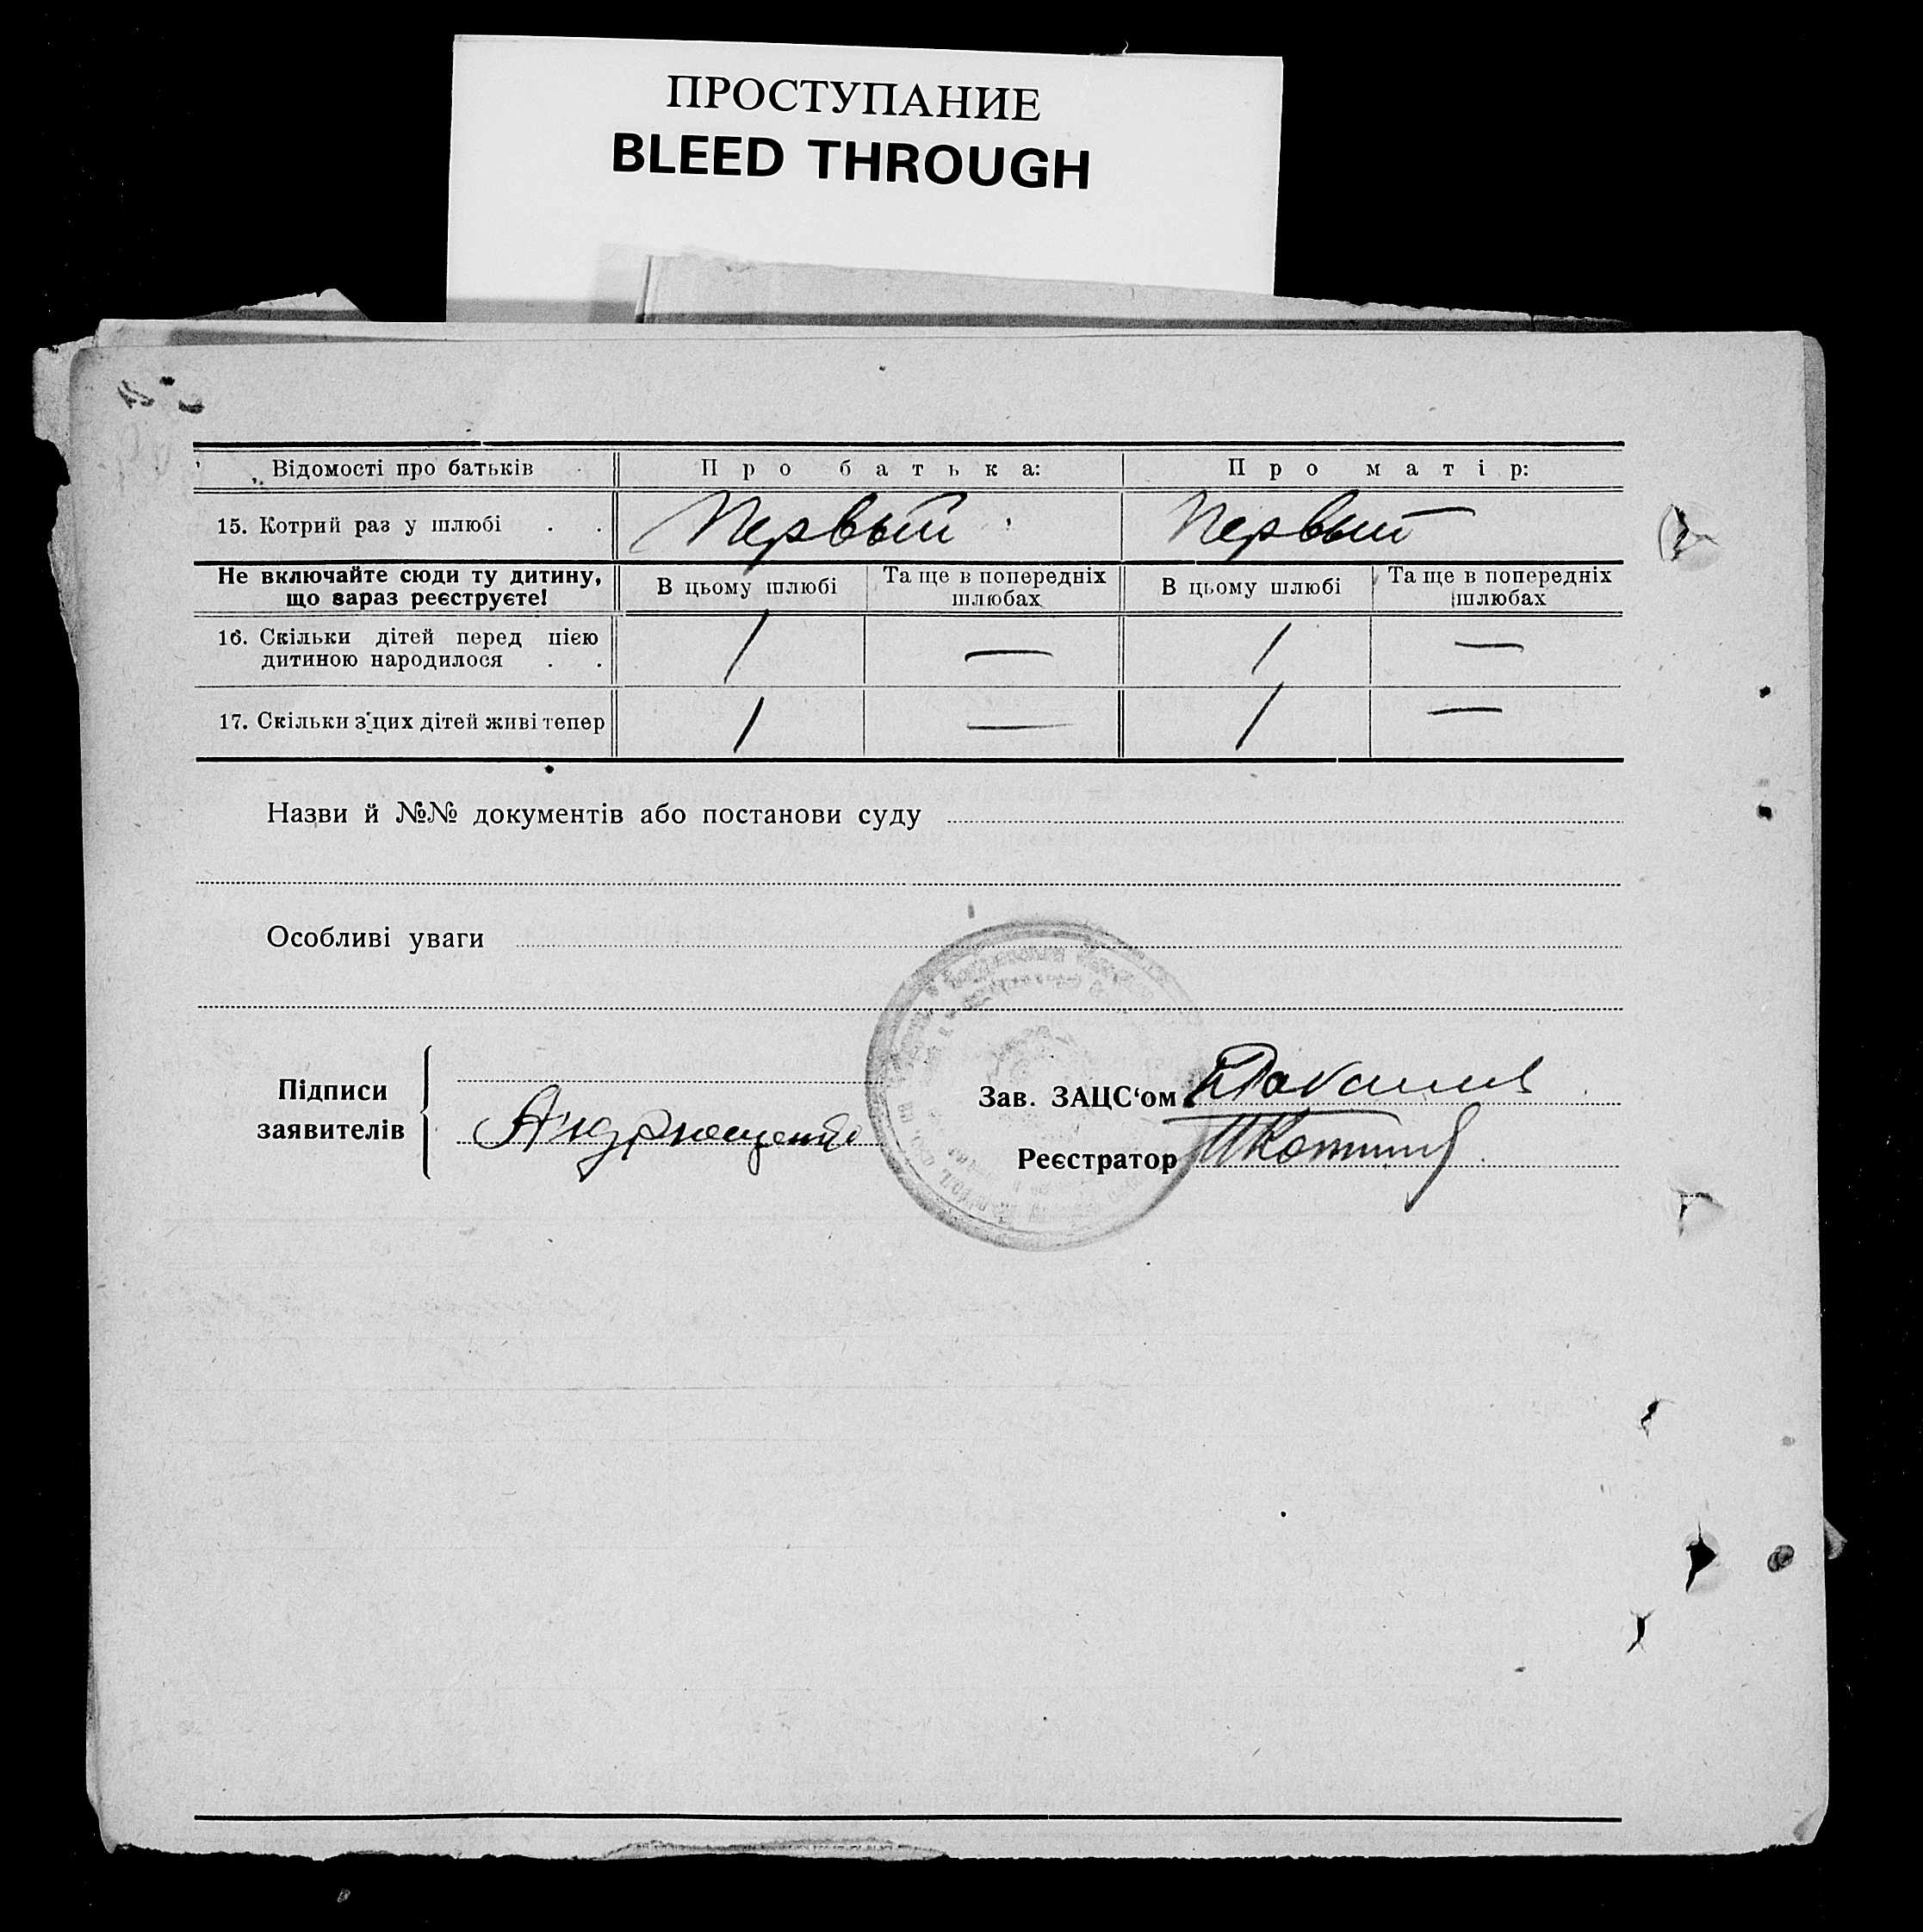 ПРОСТУПАНИЕ
BLEED THROUGH
Відомості про батьків Про батька: Про матір:
15. Котрий раз у шлюбі . . Первый Первый
Не включайте сюди ту дитину, що зараз реєструєте! В цьому шлюбі Та ще в попередніх шлюбах В цьому шлюбі Та ще в попередніх шлюбах
16. Скільки дітей перед цією дитиною народилося . . 1 — 1 —
17. Скільки з цих дітей живі тепер 1 — 1 —
Назви й №№ документів або постанови суду
Особливі уваги
Підписи заявителів
Андрющенко
Зав. ЗАЦС'ом
Реєстратор